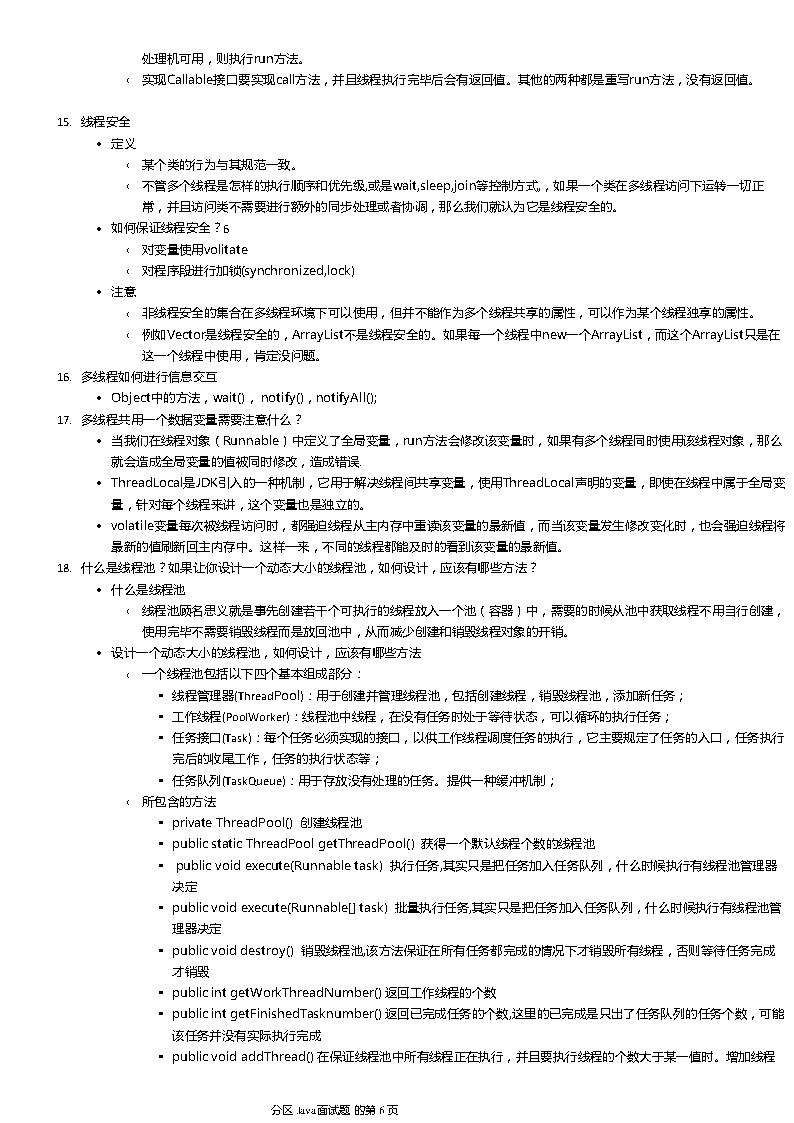 处理机可用，则执行run方法。
‹ 实现Callable接口要实现call方法，并且线程执行完毕后会有返回值。其他的两种都是重写run方法，没有返回值。
15. 线程安全
• 定义
‹ 某个类的行为与其规范一致。
‹ 不管多个线程是怎样的执行顺序和优先级,或是wait,sleep,join等控制方式,，如果一个类在多线程访问下运转一切正
常，并且访问类不需要进行额外的同步处理或者协调，那么我们就认为它是线程安全的。
• 如何保证线程安全？6
‹ 对变量使用volitate
‹ 对程序段进行加锁(synchronized,lock)
• 注意
‹ 非线程安全的集合在多线程环境下可以使用，但并不能作为多个线程共享的属性，可以作为某个线程独享的属性。
‹ 例如Vector是线程安全的，ArrayList不是线程安全的。如果每一个线程中new一个ArrayList，而这个ArrayList只是在
这一个线程中使用，肯定没问题。
16. 多线程如何进行信息交互
• Object中的方法，wait()， notify()，notifyAll();
17. 多线程共用一个数据变量需要注意什么？
• 当我们在线程对象（Runnable）中定义了全局变量，run方法会修改该变量时，如果有多个线程同时使用该线程对象，那么
就会造成全局变量的值被同时修改，造成错误.
• ThreadLocal是JDK引入的一种机制，它用于解决线程间共享变量，使用ThreadLocal声明的变量，即使在线程中属于全局变
量，针对每个线程来讲，这个变量也是独立的。
• volatile变量每次被线程访问时，都强迫线程从主内存中重读该变量的最新值，而当该变量发生修改变化时，也会强迫线程将
最新的值刷新回主内存中。这样一来，不同的线程都能及时的看到该变量的最新值。
18. 什么是线程池？如果让你设计一个动态大小的线程池，如何设计，应该有哪些方法？
• 什么是线程池
‹ 线程池顾名思义就是事先创建若干个可执行的线程放入一个池（容器）中，需要的时候从池中获取线程不用自行创建，
使用完毕不需要销毁线程而是放回池中，从而减少创建和销毁线程对象的开销。
• 设计一个动态大小的线程池，如何设计，应该有哪些方法
‹ 一个线程池包括以下四个基本组成部分：
▪ 线程管理器(ThreadPool)：用于创建并管理线程池，包括创建线程，销毁线程池，添加新任务；
▪ 工作线程(PoolWorker)：线程池中线程，在没有任务时处于等待状态，可以循环的执行任务；
▪ 任务接口(Task)：每个任务必须实现的接口，以供工作线程调度任务的执行，它主要规定了任务的入口，任务执行
完后的收尾工作，任务的执行状态等；
▪ 任务队列(TaskQueue)：用于存放没有处理的任务。提供一种缓冲机制；
‹ 所包含的方法
▪ private ThreadPool() 创建线程池
▪ public static ThreadPool getThreadPool() 获得一个默认线程个数的线程池
▪ public void execute(Runnable task) 执行任务,其实只是把任务加入任务队列，什么时候执行有线程池管理器
决定
▪ public void execute(Runnable[] task) 批量执行任务,其实只是把任务加入任务队列，什么时候执行有线程池管
理器决定
▪ public void destroy() 销毁线程池,该方法保证在所有任务都完成的情况下才销毁所有线程，否则等待任务完成
才销毁
▪ public int getWorkThreadNumber() 返回工作线程的个数
▪ public int getFinishedTasknumber() 返回已完成任务的个数,这里的已完成是只出了任务队列的任务个数，可能
该任务并没有实际执行完成
▪ public void addThread() 在保证线程池中所有线程正在执行，并且要执行线程的个数大于某一值时。增加线程
分区 Java面试题 的第 6 页